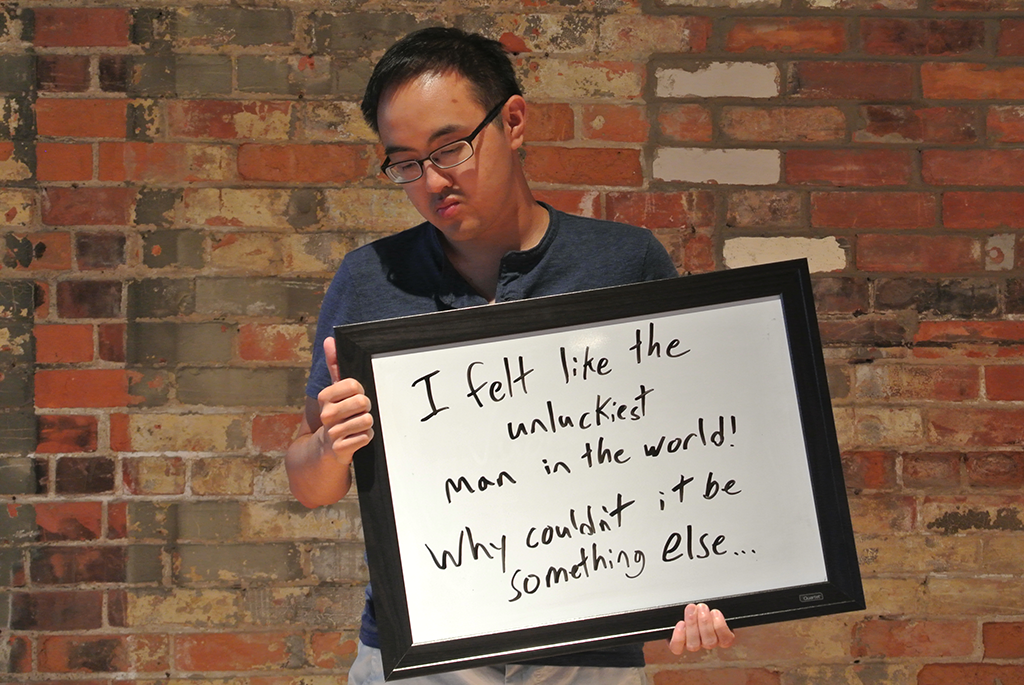 I felt like the
unluckiest
man in the world!
Why couldn't it be
something else...
Quartet